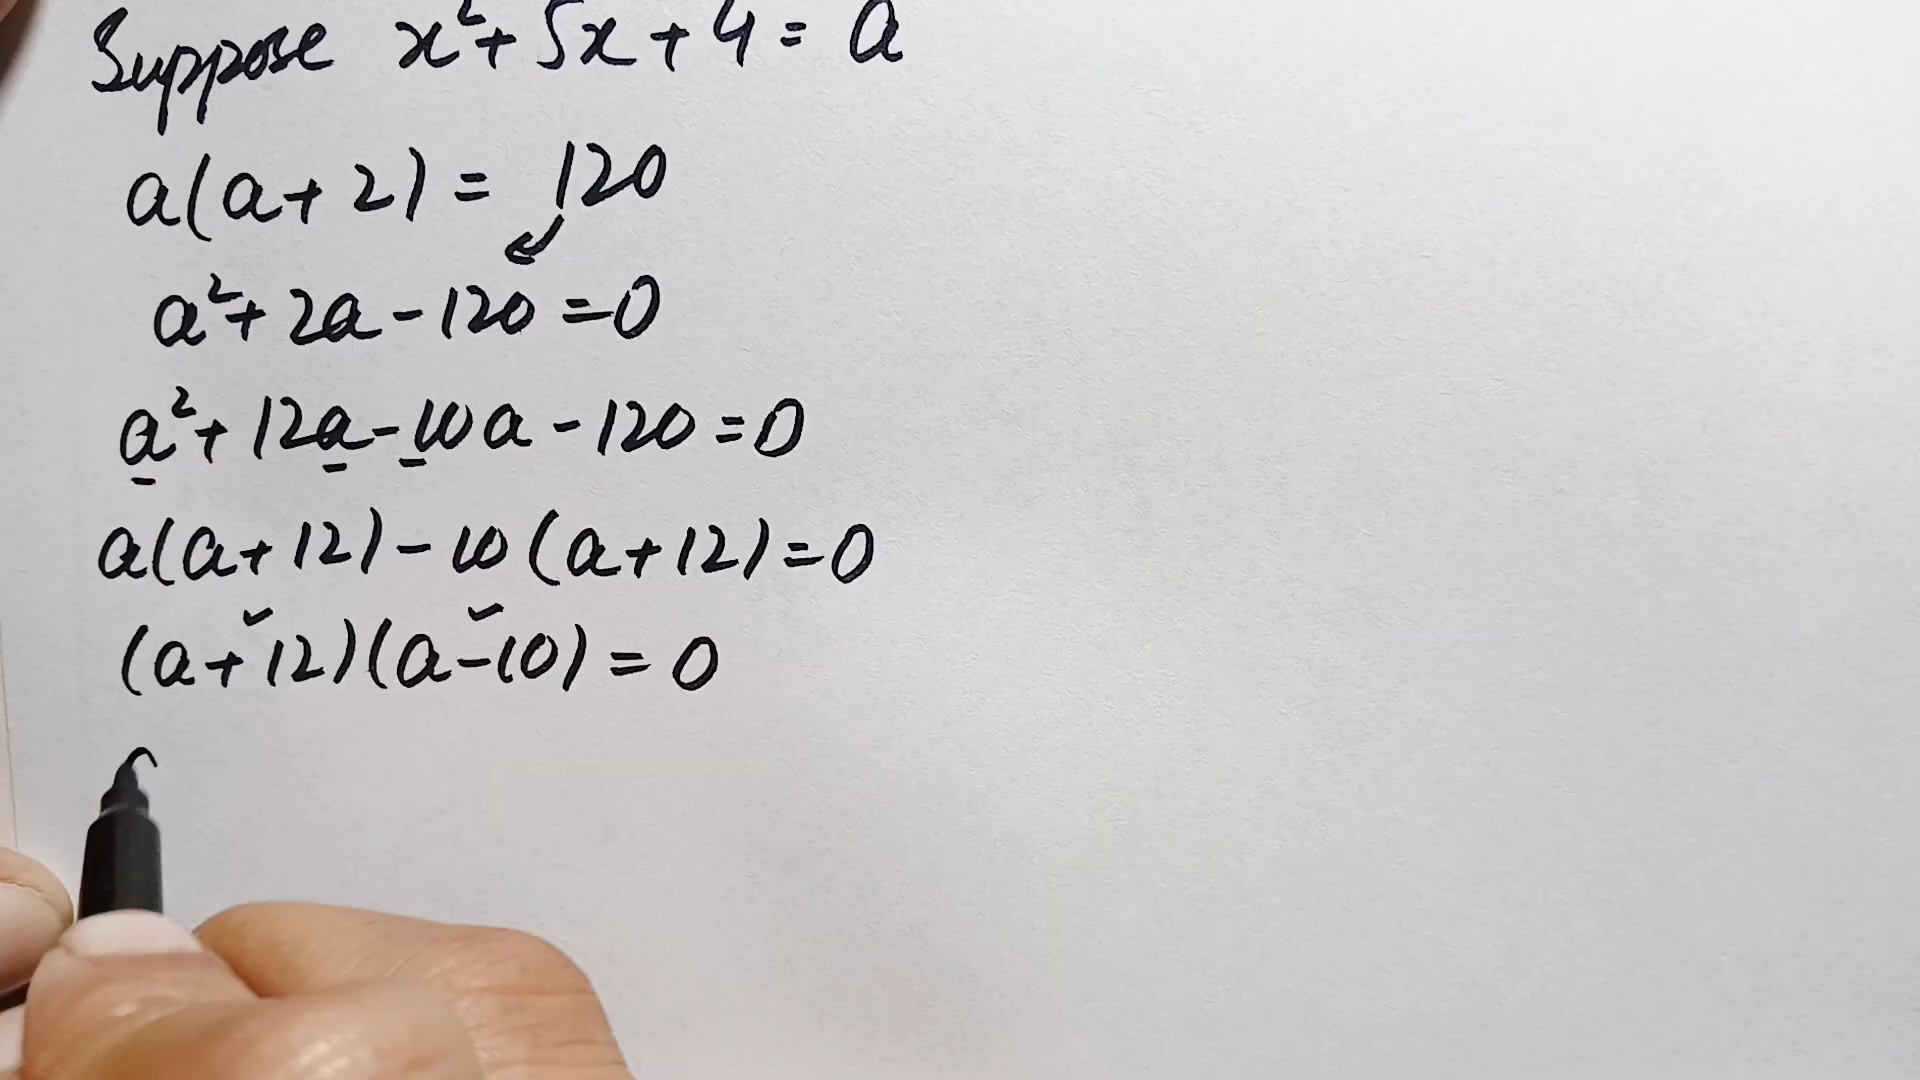 Suppose x²+5x+4= a
a(a+2) = 120
a²+2a-120=0
a²+12a-10a-120=0
a(a+12)-10(a+12)=0
(a+12)(a-10)=0